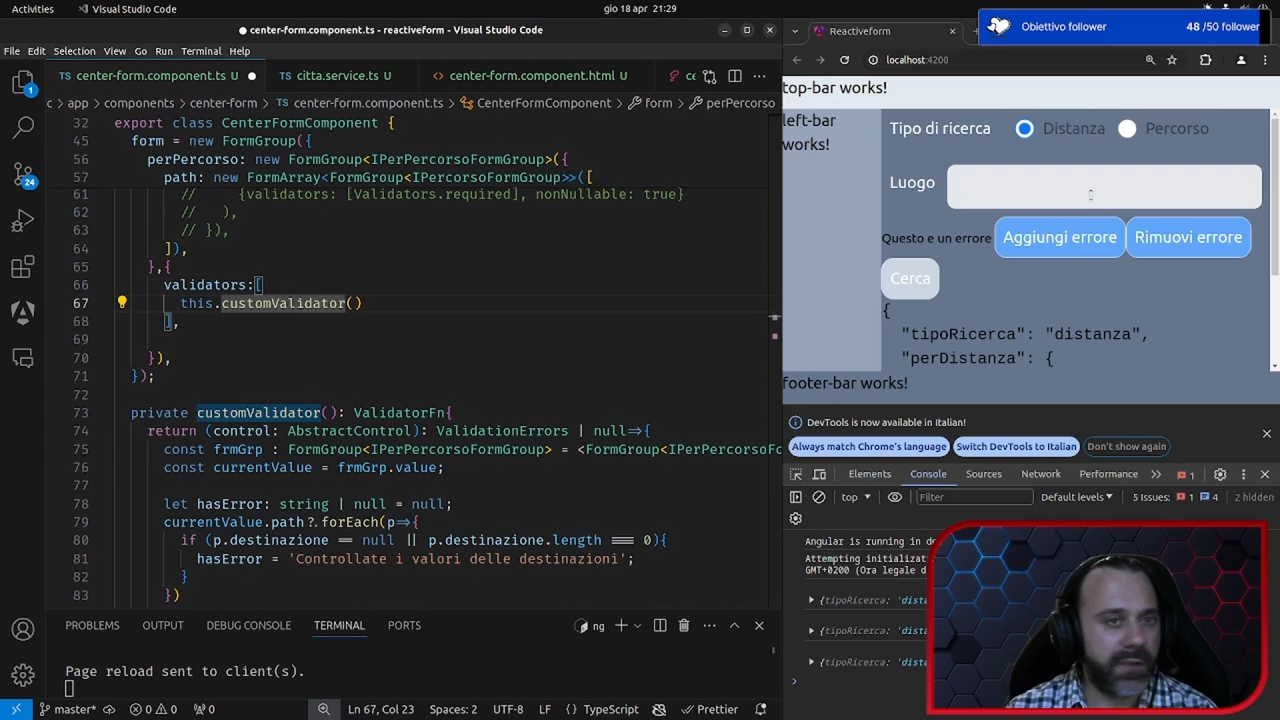 Activities
Visual Studio Code
gio 18 apr 21:29
center-form.component.ts - reactiveform - Visual Studio Code
File Edit Selection View Go Run Terminal Help
center-form.component.ts U
citta.service.ts
center-form.component.html U
ce
c > app > components > center-form > center-form.component.ts > CenterFormComponent > form > perPercorso
32 export class CenterFormComponent {
45 form = new FormGroup({
56 perPercorso: new FormGroup<IPerPercorsoFormGroup>({
57 path: new FormArray<FormGroup<IPercorsoFormGroup>>([
61 // {validators: [Validators.required], nonNullable: true}
62 // ),
63 // }),
64 ]),
65 },{
66 validators:[
67 this.customValidator()
68 ],
69
70 }),
71 });
72
73 private customValidator(): ValidatorFn{
74 return (control: AbstractControl): ValidationErrors | null=>{
75 const frmGrp : FormGroup<IPerPercorsoFormGroup> = <FormGroup<IPerPercorsoFo
76 const currentValue = frmGrp.value;
77
78 let hasError: string | null = null;
79 currentValue.path?.forEach(p=>{
80 if (p.destinazione == null || p.destinazione.length === 0){
81 hasError = 'Controllate i valori delle destinazioni';
82 }
83 })
PROBLEMS OUTPUT DEBUG CONSOLE TERMINAL PORTS
ng
Page reload sent to client(s).
master* 0 0 0 Ln 67, Col 23 Spaces: 2 UTF-8 LF {} TypeScript Prettier
1
24
Obiettivo follower 48 /50 follower
Reactiveform
localhost:4200
top-bar works!
left-bar
works!
Tipo di ricerca Distanza Percorso
Luogo
Questo e un errore Aggiungi errore Rimuovi errore
Cerca
{
"tipoRicerca": "distanza",
"perDistanza": {
footer-bar works!
DevTools is now available in Italian!
Always match Chrome's language Switch DevTools to Italian Don't show again
Elements Console Sources Network Performance 1
top Filter Default levels 5 Issues: 1 4 2 hidden
Angular is running in de
Attempting initializat
GMT+0200 (Ora legale d
{tipoRicerca: 'dista
{tipoRicerca: 'dista
{tipoRicerca: 'dista